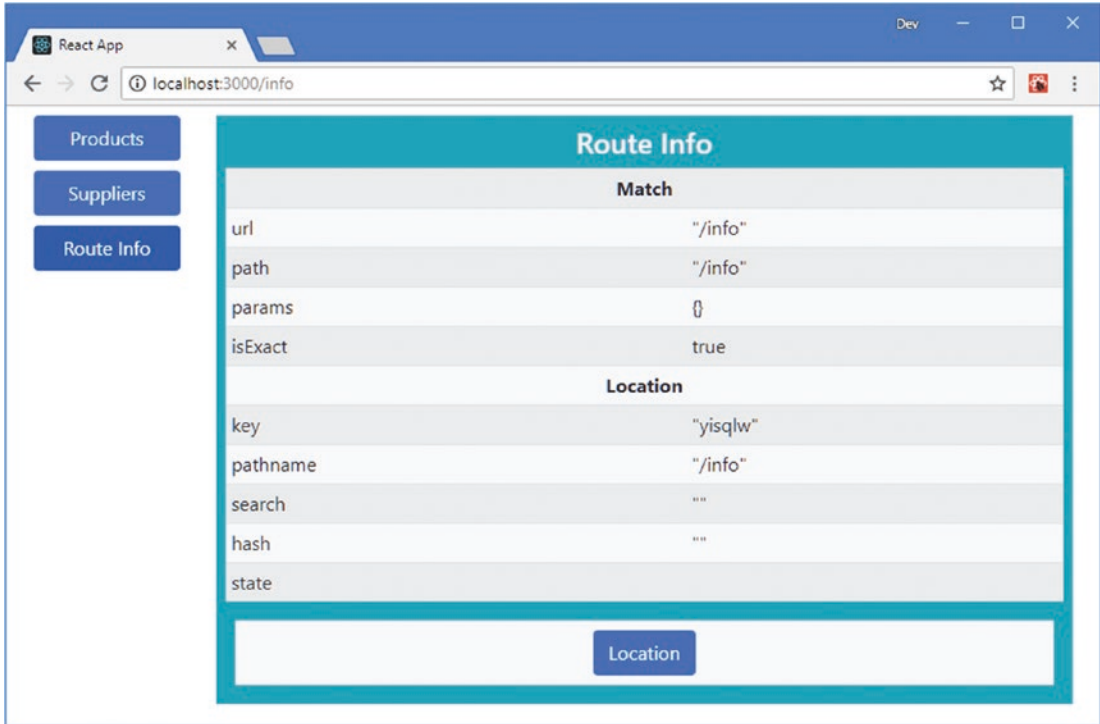 React App
Dev
localhost:3000/info
Products
Suppliers
Route Info
Route Info
Match
url "/info"
path "/info"
params {}
isExact true
Location
key "yisqlw"
pathname "/info"
search ""
hash ""
state
Location